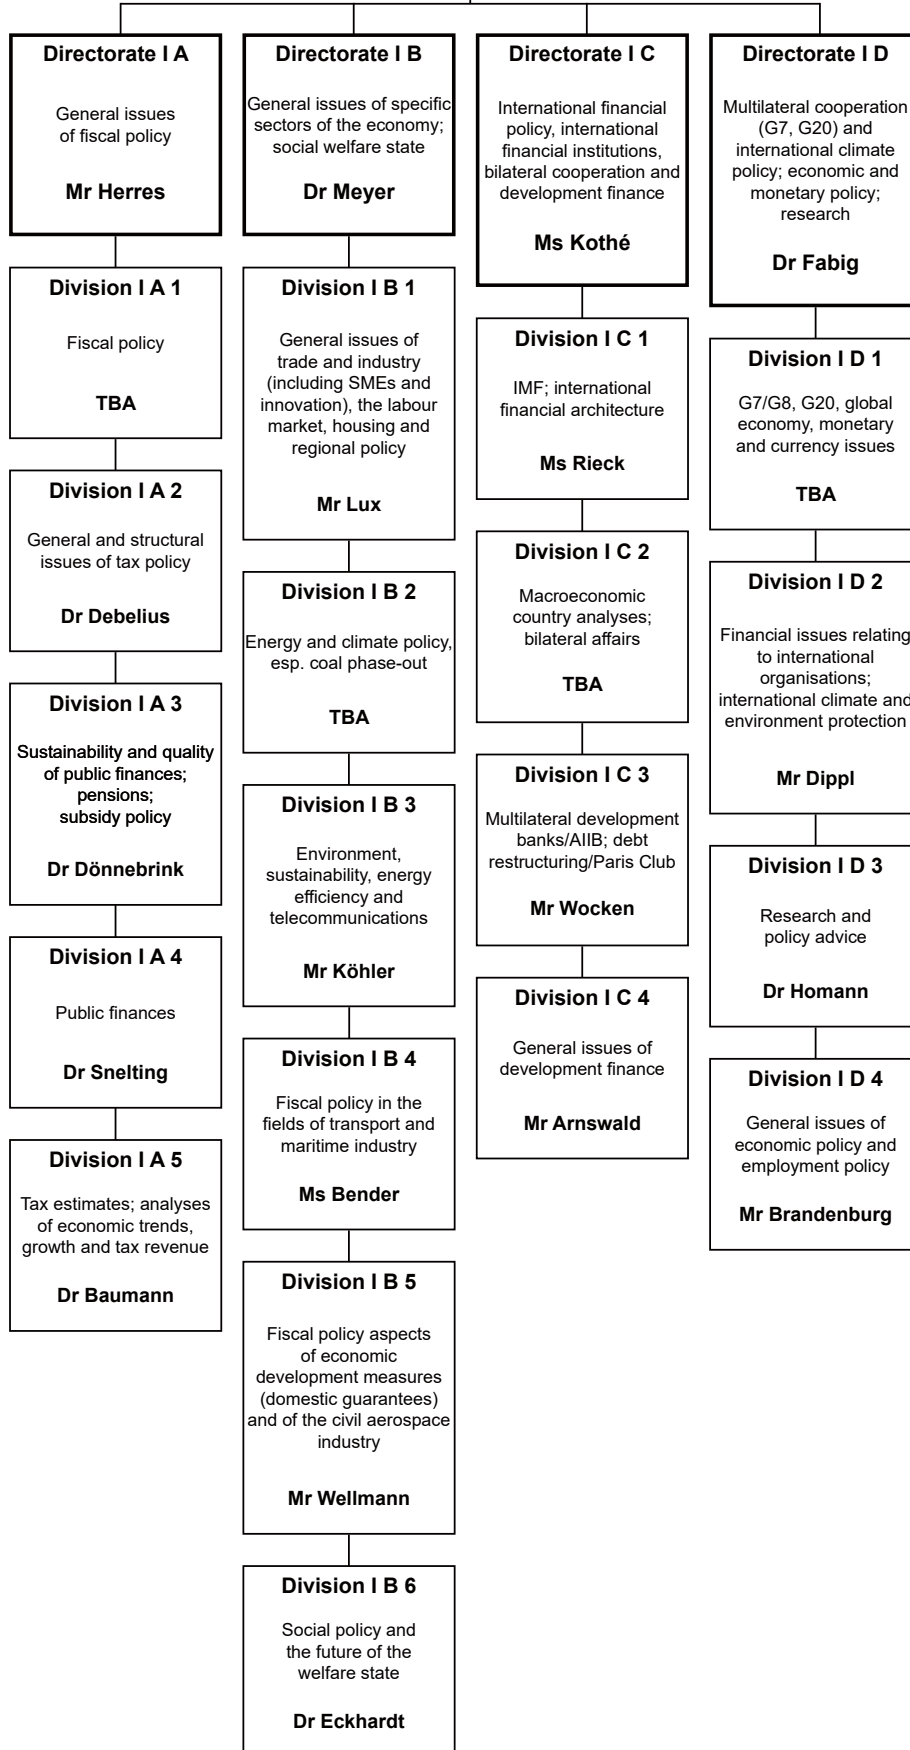 Directorate I A
General issues
of fiscal policy
Mr Herres
Division I A 1
Fiscal policy
TBA
Division I A 2
General and structural
issues of tax policy
Dr Debelius
Division I A 3
Sustainability and quality
of public finances;
pensions;
subsidy policy
Dr Dönnebrink
Division I A 4
Public finances
Dr Snelting
Division I A 5
Tax estimates; analyses
of economic trends,
growth and tax revenue
Dr Baumann
Directorate I B
General issues of specific
sectors of the economy;
social welfare state
Dr Meyer
Division I B 1
General issues of
trade and industry
(including SMEs and
innovation), the labour
market, housing and
regional policy
Mr Lux
Division I B 2
Energy and climate policy,
esp. coal phase-out
TBA
Division I B 3
Environment,
sustainability, energy
efficiency and
telecommunications
Mr Köhler
Division I B 4
Fiscal policy in the
fields of transport and
maritime industry
Ms Bender
Division I B 5
Fiscal policy aspects
of economic
development measures
(domestic guarantees)
and of the civil aerospace
industry
Mr Wellmann
Division I B 6
Social policy and
the future of the
welfare state
Dr Eckhardt
Directorate I C
International financial
policy, international
financial institutions,
bilateral cooperation and
development finance
Ms Kothé
Division I C 1
IMF; international
financial architecture
Ms Rieck
Division I C 2
Macroeconomic
country analyses;
bilateral affairs
TBA
Division I C 3
Multilateral development
banks/AIIB; debt
restructuring/Paris Club
Mr Wocken
Division I C 4
General issues of
development finance
Mr Arnswald
Directorate I D
Multilateral cooperation
(G7, G20) and
international climate
policy; economic and
monetary policy;
research
Dr Fabig
Division I D 1
G7/G8, G20, global
economy, monetary
and currency issues
TBA
Division I D 2
Financial issues relating
to international
organisations;
international climate and
environment protection
Mr Dippl
Division I D 3
Research and
policy advice
Dr Homann
Division I D 4
General issues of
economic policy and
employment policy
Mr Brandenburg